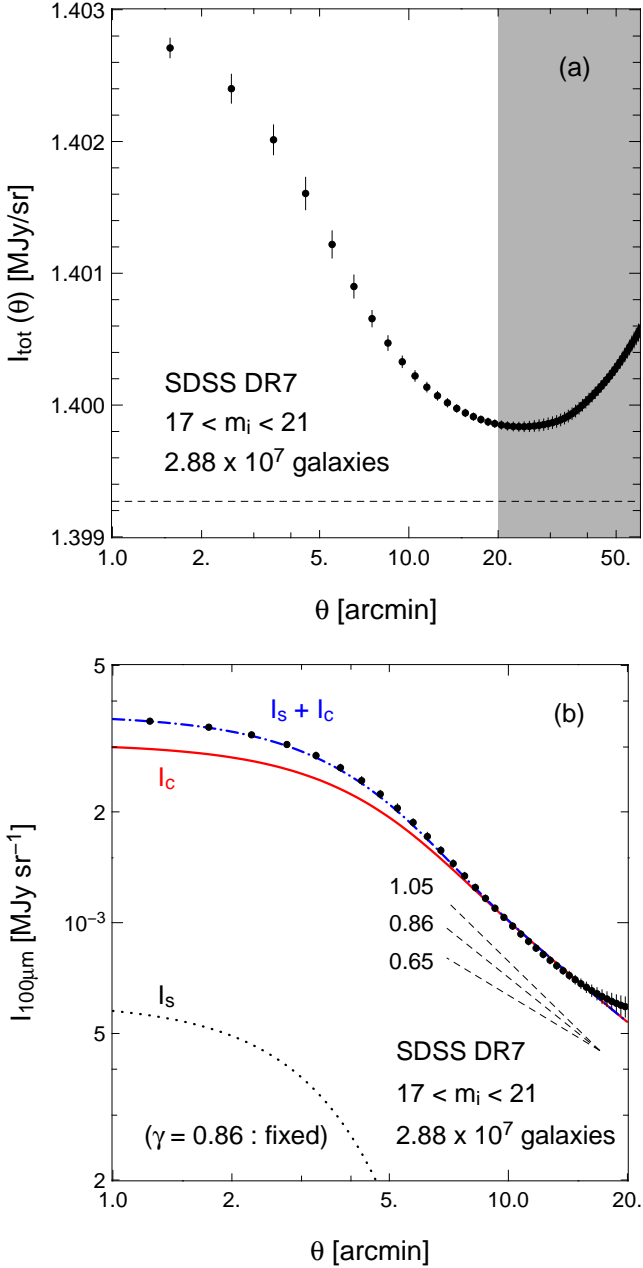 1.403
(a)
1.402
1.401
1.400
1.399
I_tot (θ) [MJy/sr]
SDSS DR7
17 < m_i < 21
2.88 x 10^7 galaxies
1.0 2. 5. 10.0 20. 50.
θ [arcmin]
5
I_s + I_c
(b)
I_c
2
1.05
10^−3
0.86
0.65
I_100μm [MJy sr^−1]
I_s
5
SDSS DR7
17 < m_i < 21
(γ = 0.86 : fixed)
2.88 x 10^7 galaxies
2
1.0 2. 5. 10.0 20.
θ [arcmin]